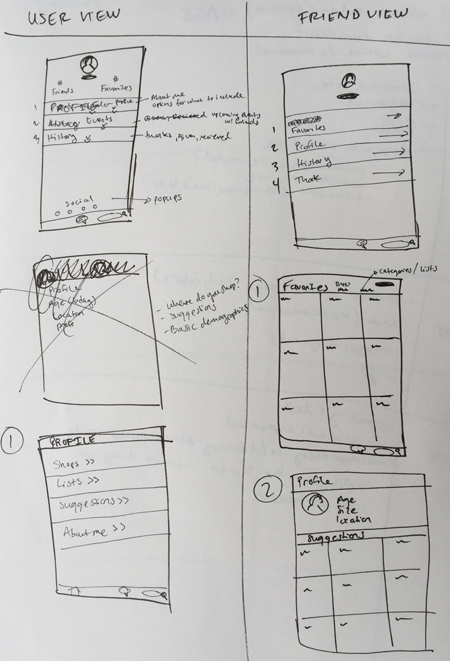 USER VIEW
FRIEND VIEW
#
#
Friends
Favorites
1
Profile
About me
options for what to include
2
Events
upcoming events
w/ friends
3
History
thanks, given, received
Social
→ POPUPS
Profile
Age
Location
- Where do you shop?
- Suggestions
- Basic demographics
1
PROFILE
Shops >>
Lists >>
Suggestions >>
About me >>
1
Favorites
2
Profile
3
History
4
Thank
categories / lists
1
Favorites
2
Profile
Age
Size
location
Suggestions